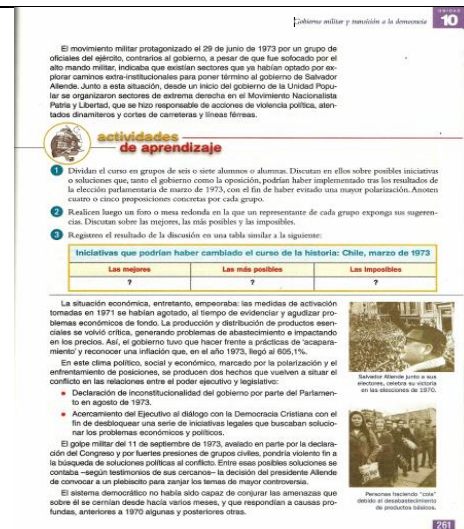 Gobierno militar y transición a la democracia
UNIDAD
10
El movimiento militar protagonizado el 29 de junio de 1973 por un grupo de
oficiales del ejército, contrarios al gobierno, a pesar de que fue sofocado por el
alto mando militar, indicaba que existían sectores que ya habían optado por ex-
plorar caminos extra-institucionales para poner término al gobierno de Salvador
Allende. Junto a esta situación, desde un inicio del gobierno de la Unidad Popu-
lar se organizaron sectores de extrema derecha en el Movimiento Nacionalista
Patria y Libertad, que se hizo responsable de acciones de violencia política, aten-
tados dinamiteros y cortes de carreteras y líneas férreas.
actividades
de aprendizaje
1 Dividan el curso en grupos de seis o siete alumnos o alumnas. Discutan en ellos sobre posibles iniciativas
o soluciones que, tanto el gobierno como la oposición, podrían haber implementado tras los resultados de
la elección parlamentaria de marzo de 1973, con el fin de haber evitado una mayor polarización. Anoten
cuatro o cinco proposiciones concretas por cada grupo.
2 Realicen luego un foro o mesa redonda en la que un representante de cada grupo exponga sus sugeren-
cias. Discutan sobre las mejores, las más posibles y las imposibles.
3 Registren el resultado de la discusión en una tabla similar a la siguiente:
Iniciativas que podrían haber cambiado el curso de la historia: Chile, marzo de 1973
Las mejores Las más posibles Las imposibles
? ? ?
La situación económica, entretanto, empeoraba: las medidas de activación
tomadas en 1971 se habían agotado, al tiempo de evidenciar y agudizar pro-
blemas económicos de fondo. La producción y distribución de productos esen-
ciales se volvió crítica, generando problemas de abastecimiento e impactando
en los precios. Así, el gobierno tuvo que hacer frente a prácticas de 'acapara-
miento' y reconocer una inflación que, en el año 1973, llegó al 605,1%.
En este clima político, social y económico, marcado por la polarización y el
enfrentamiento de posiciones, se producen dos hechos que vuelven a situar el
conflicto en las relaciones entre el poder ejecutivo y legislativo:
• Declaración de inconstitucionalidad del gobierno por parte del Parlamen-
to en agosto de 1973.
• Acercamiento del Ejecutivo al diálogo con la Democracia Cristiana con el
fin de desbloquear una serie de iniciativas legales que buscaban solucio-
nar los problemas económicos y políticos.
El golpe militar del 11 de septiembre de 1973, avalado en parte por la declara-
ción del Congreso y por fuertes presiones de grupos civiles, pondría violento fin a
la búsqueda de soluciones políticas al conflicto. Entre esas posibles soluciones se
contaba –según testimonios de sus cercanos– la decisión del presidente Allende
de convocar a un plebiscito para zanjar los temas de mayor controversia.
El sistema democrático no había sido capaz de conjurar las amenazas que
sobre él se cernían desde hacía varios meses, y que respondían a causas pro-
fundas, anteriores a 1970 algunas y posteriores otras.
Salvador Allende junto a sus
electores, celebra su victoria
en las elecciones de 1970.
Personas haciendo "cola"
debido al desabastecimiento
de productos básicos.
261